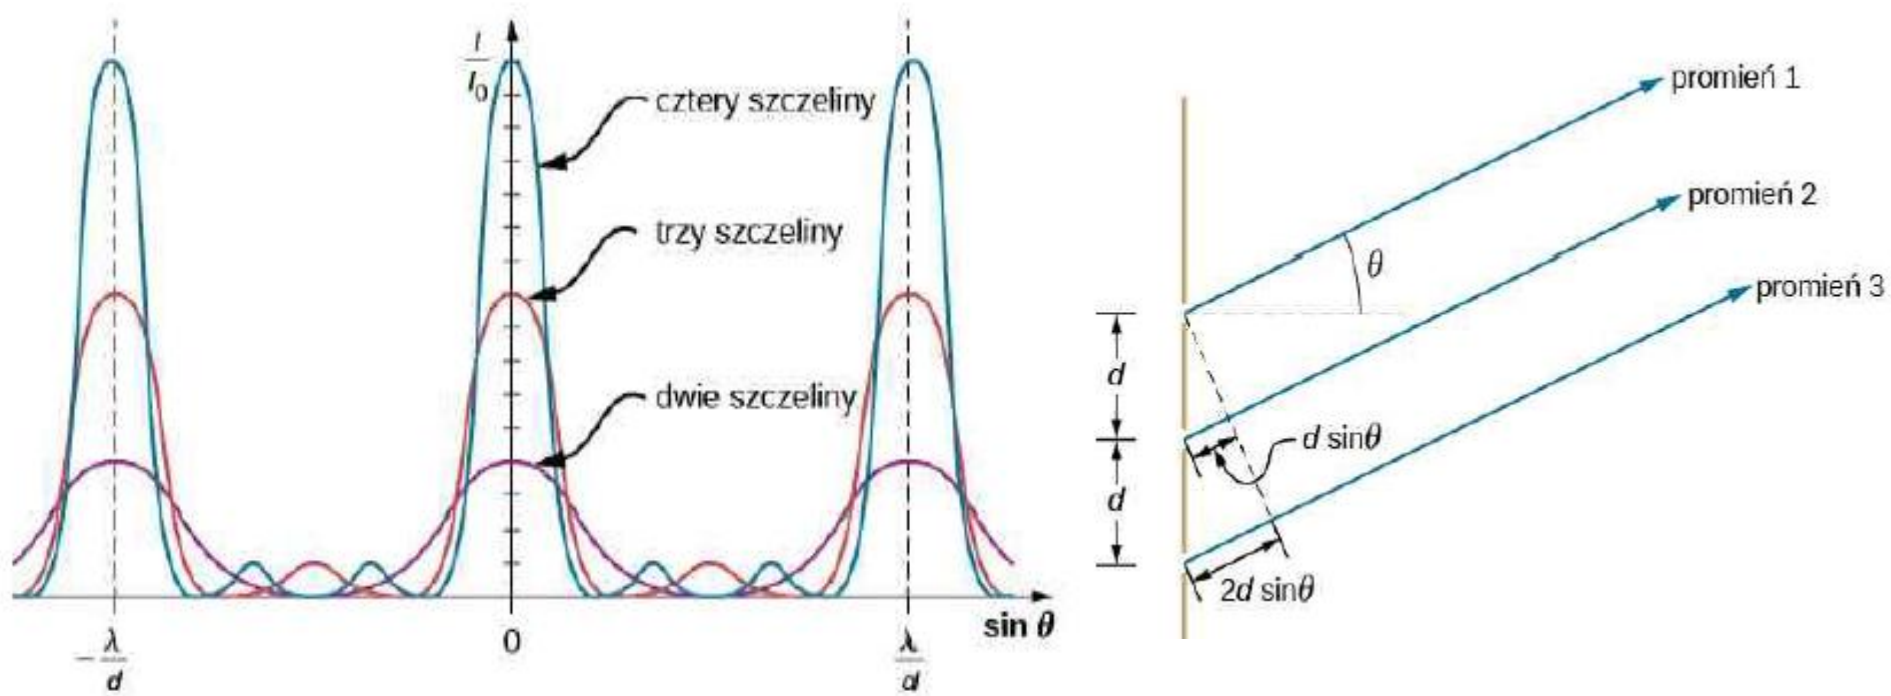 I
I₀
cztery szczeliny
trzy szczeliny
dwie szczeliny
sin θ
- λ
d
0
λ
d
promień 1
promień 2
promień 3
θ
d
d sinθ
d
2d sinθ